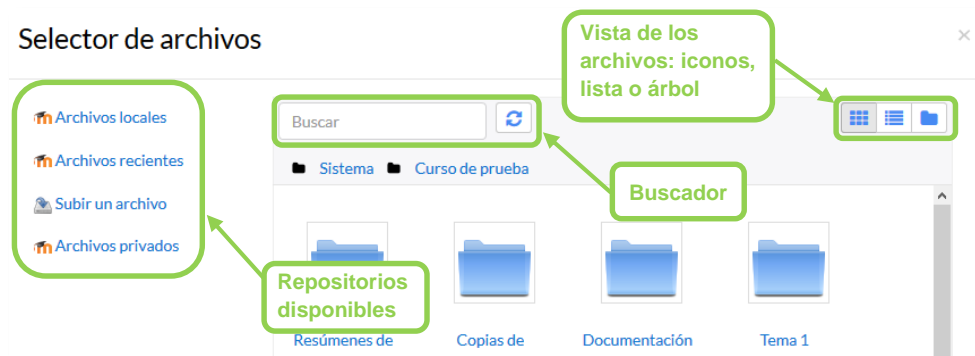 Selector de archivos
Vista de los
archivos: iconos,
lista o árbol
×
Archivos locales
Archivos recientes
Subir un archivo
Archivos privados
Buscar
Sistema Curso de prueba
Buscador
Repositorios
disponibles
Resúmenes de Copias de Documentación Tema 1